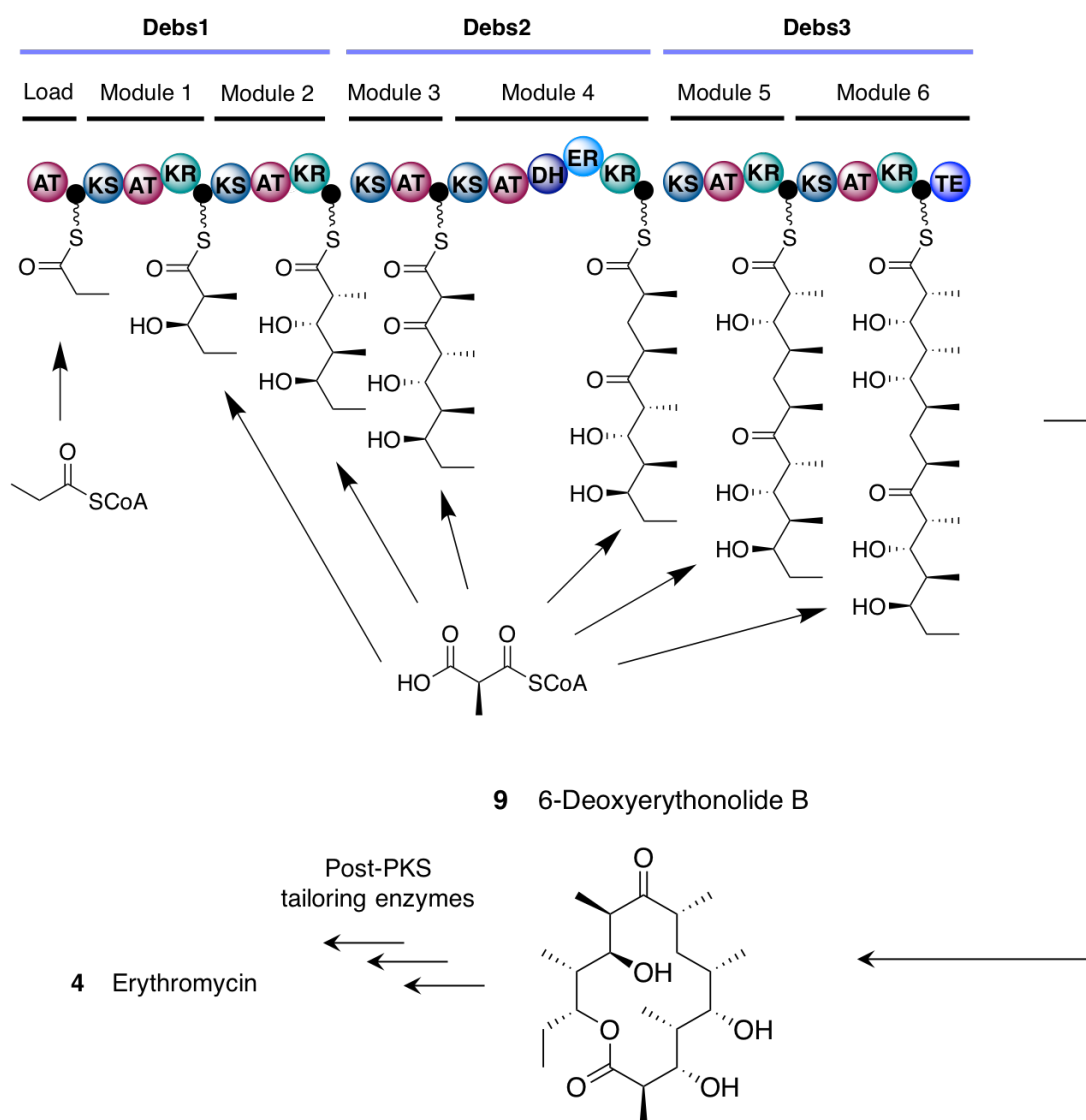 Debs1 Debs2 Debs3
Load Module 1 Module 2 Module 3 Module 4 Module 5 Module 6
AT KS AT KR KS AT KR KS AT KS AT DH ER KR KS AT KR KS AT KR TE
S S S S S S S
O O O O O O O
HO HO O HO HO
HO HO O HO
HO O
O HO O
SCoA HO HO HO
HO HO
HO
O O
HO SCoA
9 6-Deoxyerythonolide B
Post-PKS
tailoring enzymes
O
OH
4 Erythromycin
O OH
O OH